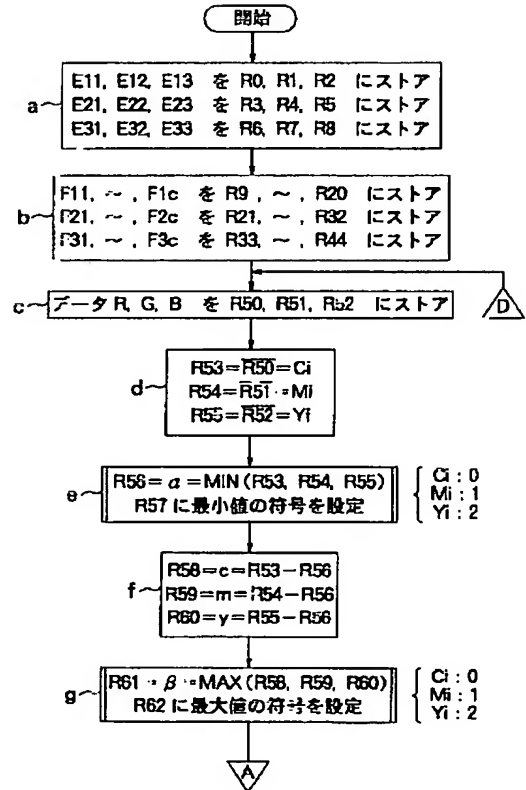 開始
a
E11, E12, E13 を R0, R1, R2 にストア
E21, E22, E23 を R3, R4, R5 にストア
E31, E32, E33 を R6, R7, R8 にストア
b
F11, ~, F1c を R9, ~, R20 にストア
F21, ~, F2c を R21, ~, R32 にストア
F31, ~, F3c を R33, ~, R44 にストア
D
c
データ R, G, B を R50, R51, R52 にストア
d
R53=R̅5̅0̅=Ci
R54=R̅5̅1̅=Mi
R55=R̅5̅2̅=Yi
e
R56=α=MIN(R53, R54, R55)
R57 に最小値の符号を設定
Ci:0
Mi:1
Yi:2
f
R58=c=R53-R56
R59=m=R54-R56
R60=y=R55-R56
g
R61=β=MAX(R58, R59, R60)
R62 に最大値の符号を設定
Ci:0
Mi:1
Yi:2
A